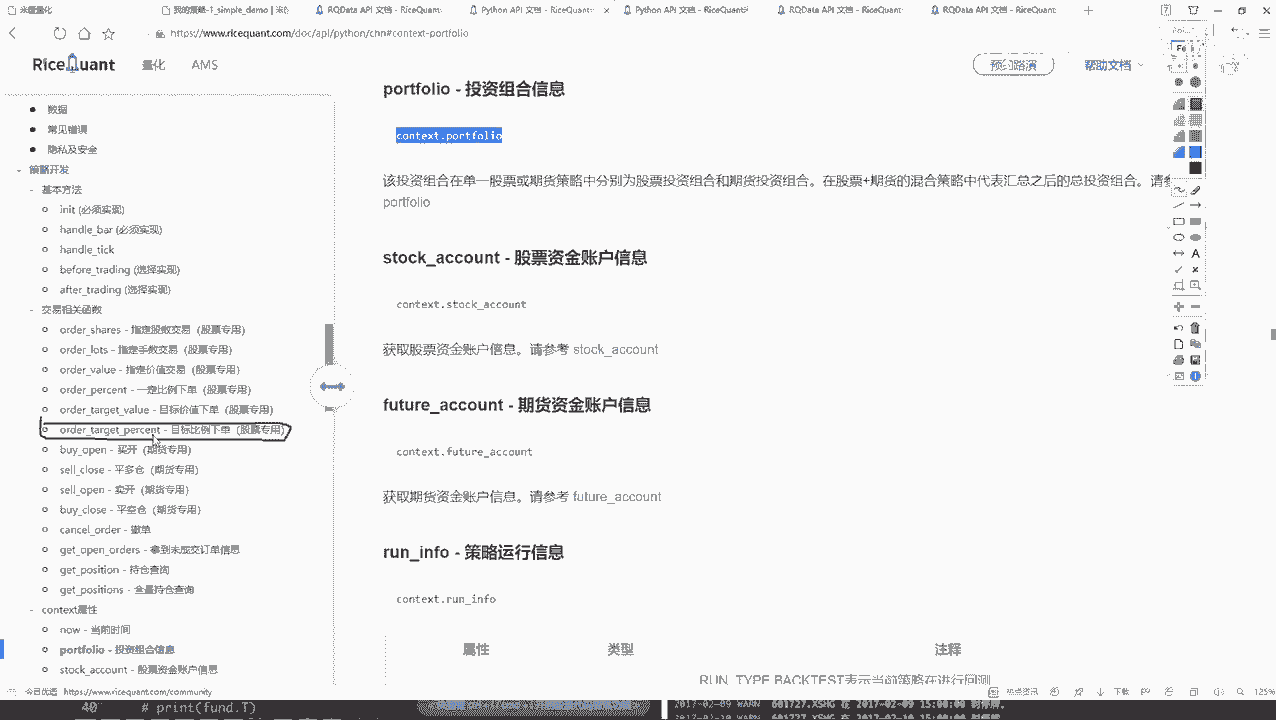 米筐量化
我的策略-1_simple_demo | 米筐
RQData API 文档 - RiceQuant
Python API 文档 - RiceQuant
Python API 文档 - RiceQuant
RQData API 文档 - RiceQuant
RQData API 文档 - RiceQuant
https://www.ricequant.com/doc/api/python/chn#context-portfolio
RiceQuant
量化
AMS
预约路演
帮助文档
数据
常见错误
隐私及安全
策略开发
基本方法
init (必须实现)
handle_bar (必须实现)
handle_tick
before_trading (选择实现)
after_trading (选择实现)
交易相关函数
order_shares - 指定股数交易（股票专用）
order_lots - 指定手数交易（股票专用）
order_value - 指定价值交易（股票专用）
order_percent - 一定比例下单（股票专用）
order_target_value - 目标价值下单（股票专用）
order_target_percent - 目标比例下单（股票专用）
buy_open - 买开（期货专用）
sell_close - 平多仓（期货专用）
sell_open - 卖开（期货专用）
buy_close - 平空仓（期货专用）
cancel_order - 撤单
get_open_orders - 拿到未成交订单信息
get_position - 持仓查询
get_positions - 全量持仓查询
context属性
now - 当前时间
portfolio - 投资组合信息
stock_account - 股票资金账户信息
portfolio - 投资组合信息
context.portfolio
该投资组合在单一股票或期货策略中分别为股票投资组合和期货投资组合。在股票+期货的混合策略中代表汇总之后的总投资组合。请参
portfolio
stock_account - 股票资金账户信息
context.stock_account
获取股票资金账户信息。请参考 stock_account
future_account - 期货资金账户信息
context.future_account
获取期货资金账户信息。请参考 future_account
run_info - 策略运行信息
context.run_info
属性
类型
注释
RUN_TYPE.BACKTEST表示当前策略在进行回测
今日优选
https://www.ricequant.com/community
热点资讯
下载
125%
40
# print(fund.T)
2017-02-09 WARN